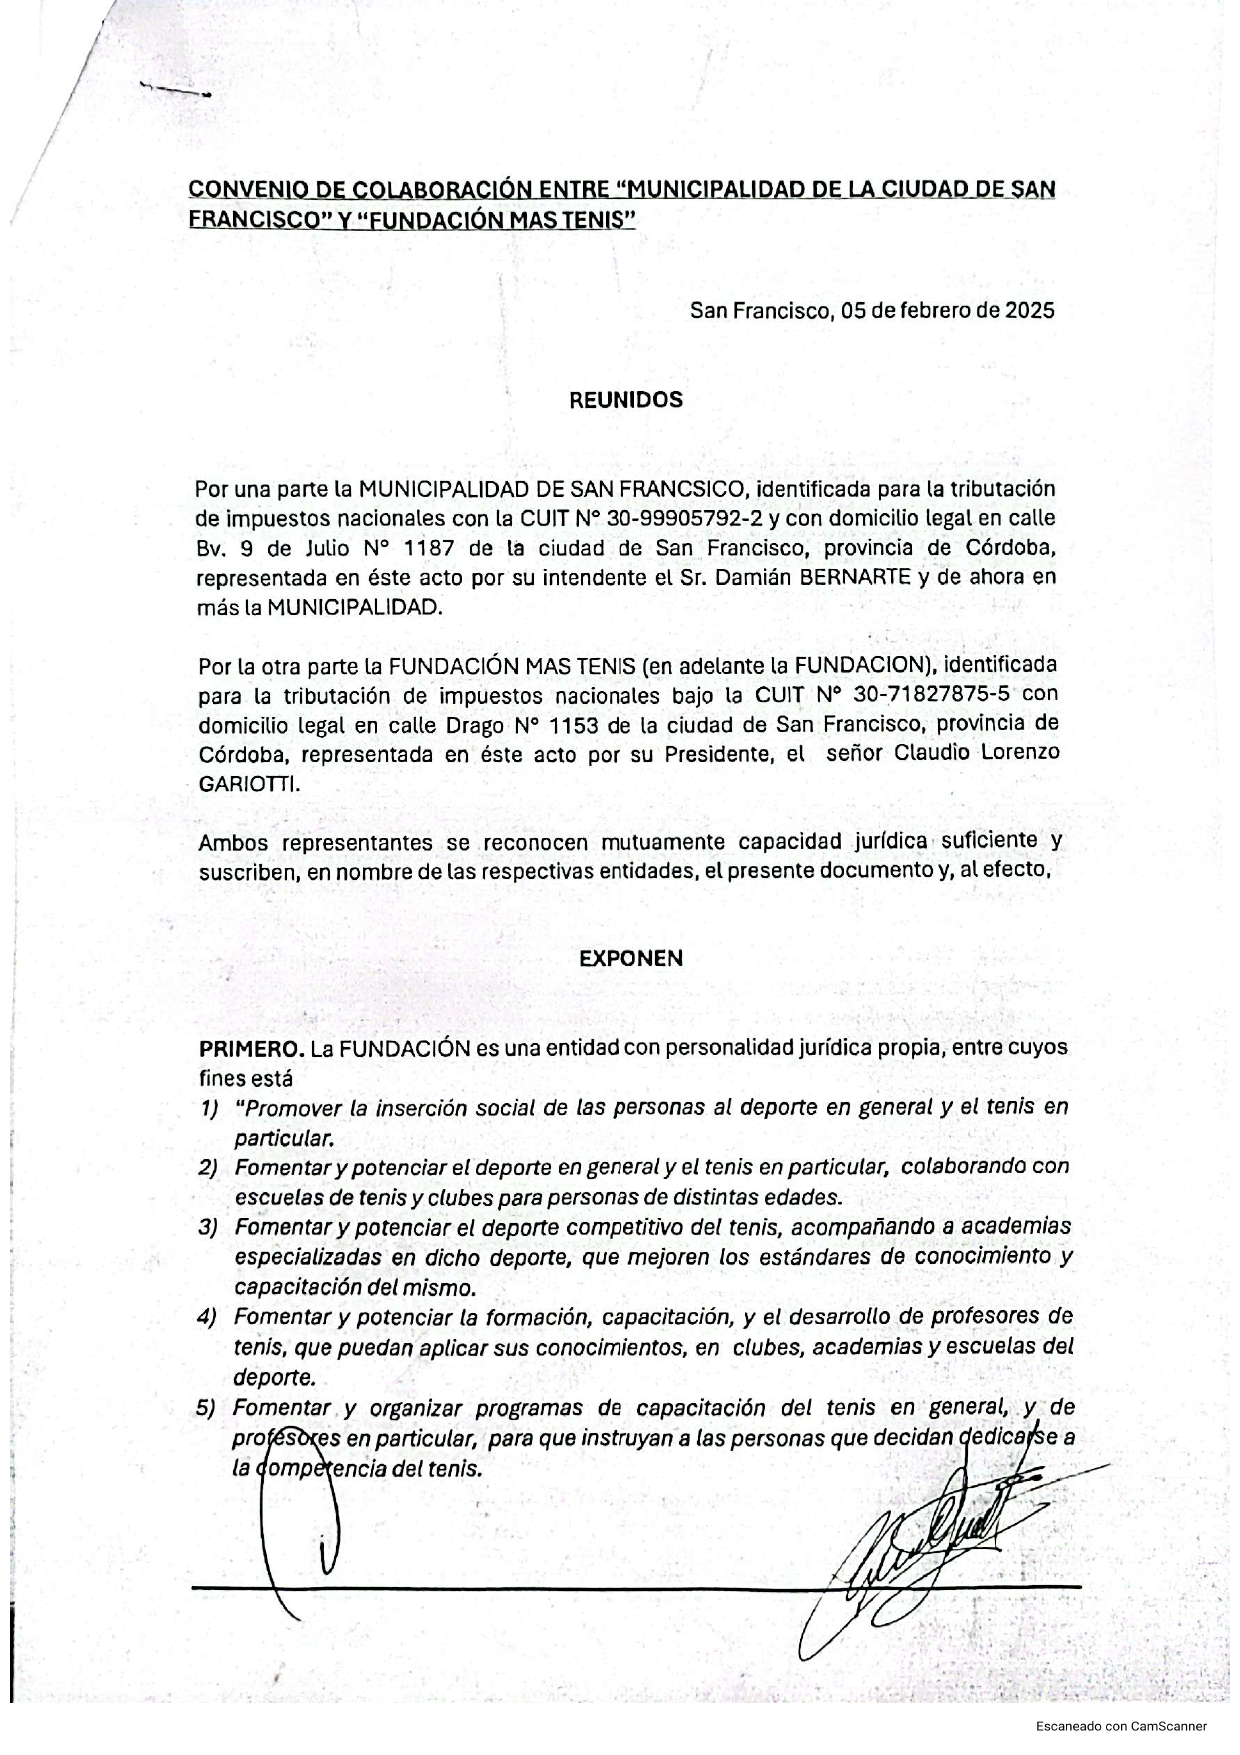 CONVENIO DE COLABORACIÓN ENTRE “MUNICIPALIDAD DE LA CIUDAD DE SAN
FRANCISCO” Y “FUNDACIÓN MAS TENIS”
San Francisco, 05 de febrero de 2025
REUNIDOS
Por una parte la MUNICIPALIDAD DE SAN FRANCSICO, identificada para la tributación
de impuestos nacionales con la CUIT N° 30-99905792-2 y con domicilio legal en calle
Bv. 9 de Julio N° 1187 de la ciudad de San Francisco, provincia de Córdoba,
representada en éste acto por su intendente el Sr. Damián BERNARTE y de ahora en
más la MUNICIPALIDAD.
Por la otra parte la FUNDACIÓN MAS TENIS (en adelante la FUNDACION), identificada
para la tributación de impuestos nacionales bajo la CUIT N° 30-71827875-5 con
domicilio legal en calle Drago N° 1153 de la ciudad de San Francisco, provincia de
Córdoba, representada en éste acto por su Presidente, el señor Claudio Lorenzo
GARIOTTI.
Ambos representantes se reconocen mutuamente capacidad jurídica suficiente y
suscriben, en nombre de las respectivas entidades, el presente documento y, al efecto,
EXPONEN
PRIMERO. La FUNDACIÓN es una entidad con personalidad jurídica propia, entre cuyos
fines está
1) “Promover la inserción social de las personas al deporte en general y el tenis en
particular.
2) Fomentar y potenciar el deporte en general y el tenis en particular, colaborando con
escuelas de tenis y clubes para personas de distintas edades.
3) Fomentar y potenciar el deporte competitivo del tenis, acompañando a academias
especializadas en dicho deporte, que mejoren los estándares de conocimiento y
capacitación del mismo.
4) Fomentar y potenciar la formación, capacitación, y el desarrollo de profesores de
tenis, que puedan aplicar sus conocimientos, en clubes, academias y escuelas del
deporte.
5) Fomentar y organizar programas de capacitación del tenis en general, y de
profesores en particular, para que instruyan a las personas que decidan dedicarse a
la competencia del tenis.
Escaneado con CamScanner